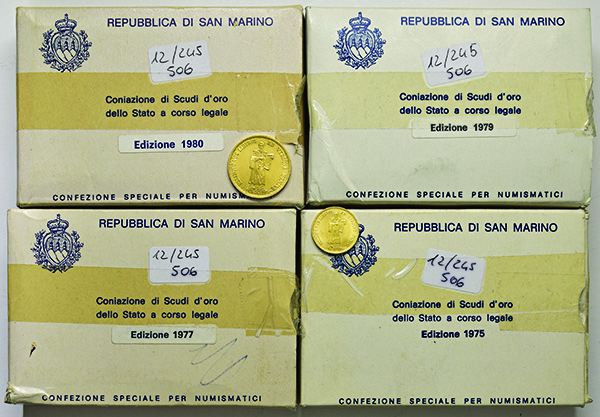 REPUBBLICA DI SAN MARINO
12/245
506
Coniazione di Scudi d'oro
dello Stato a corso legale
Edizione 1980
CONFEZIONE SPECIALE PER NUMISMATICI
REPUBBLICA DI SAN MARINO
12/245
506
Coniazione di Scudi d'oro
dello Stato a corso legale
Edizione 1979
CONFEZIONE SPECIALE PER NUMISMATICI
REPUBBLICA DI SAN MARINO
12/245
506
Coniazione di Scudi d'oro
dello Stato a corso legale
Edizione 1977
CONFEZIONE SPECIALE PER NUMISMATICI
REPUBBLICA DI SAN MARINO
12/245
506
Coniazione di Scudi d'oro
dello Stato a corso legale
Edizione 1975
CONFEZIONE SPECIALE PER NUMISMATICI